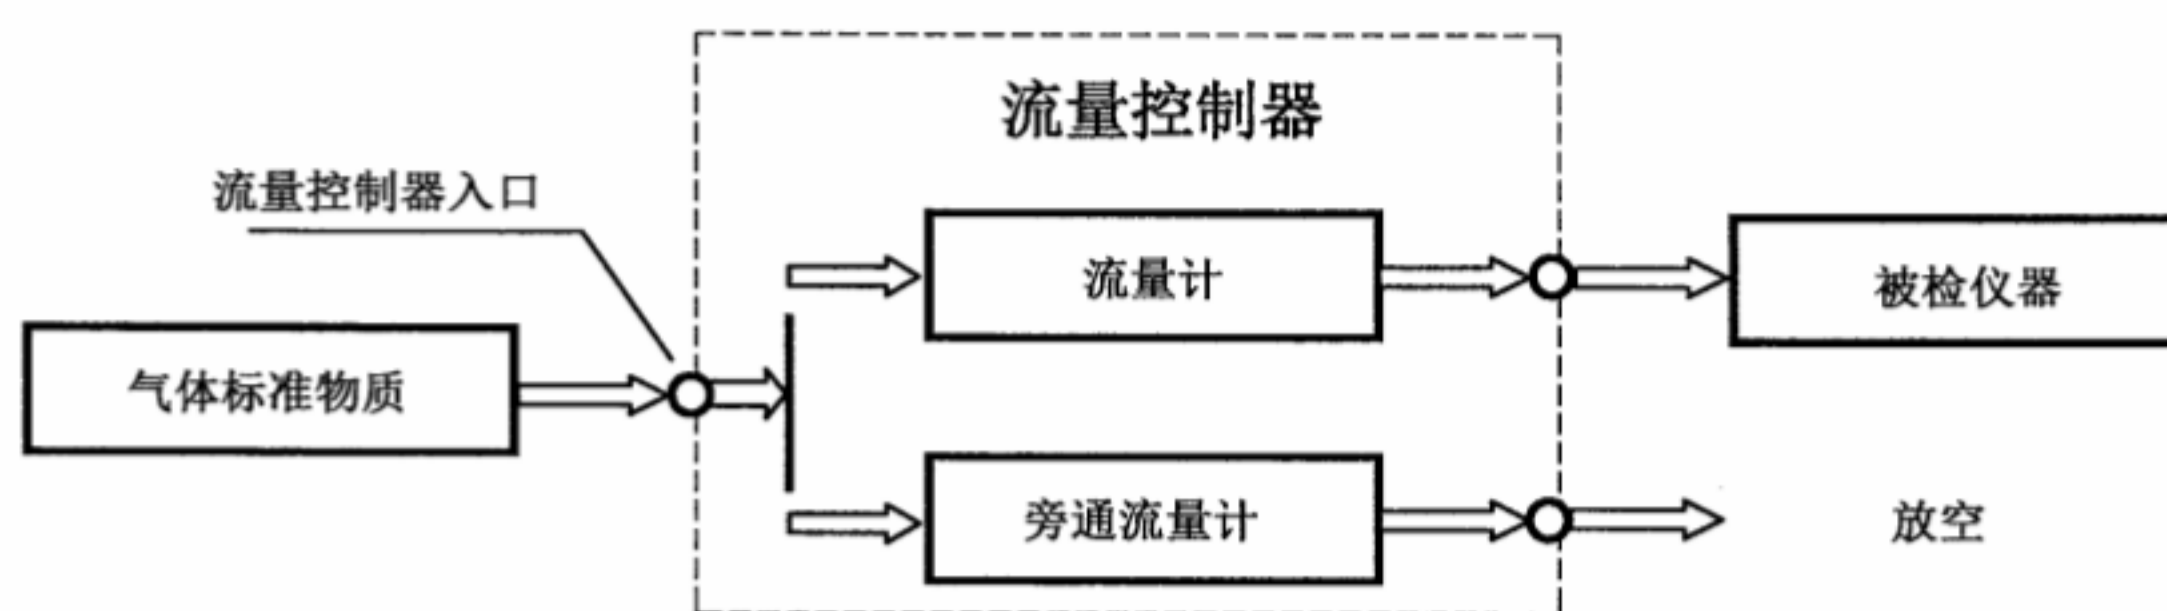 流量控制器
流量控制器入口
流量计
被检仪器
气体标准物质
旁通流量计
放空